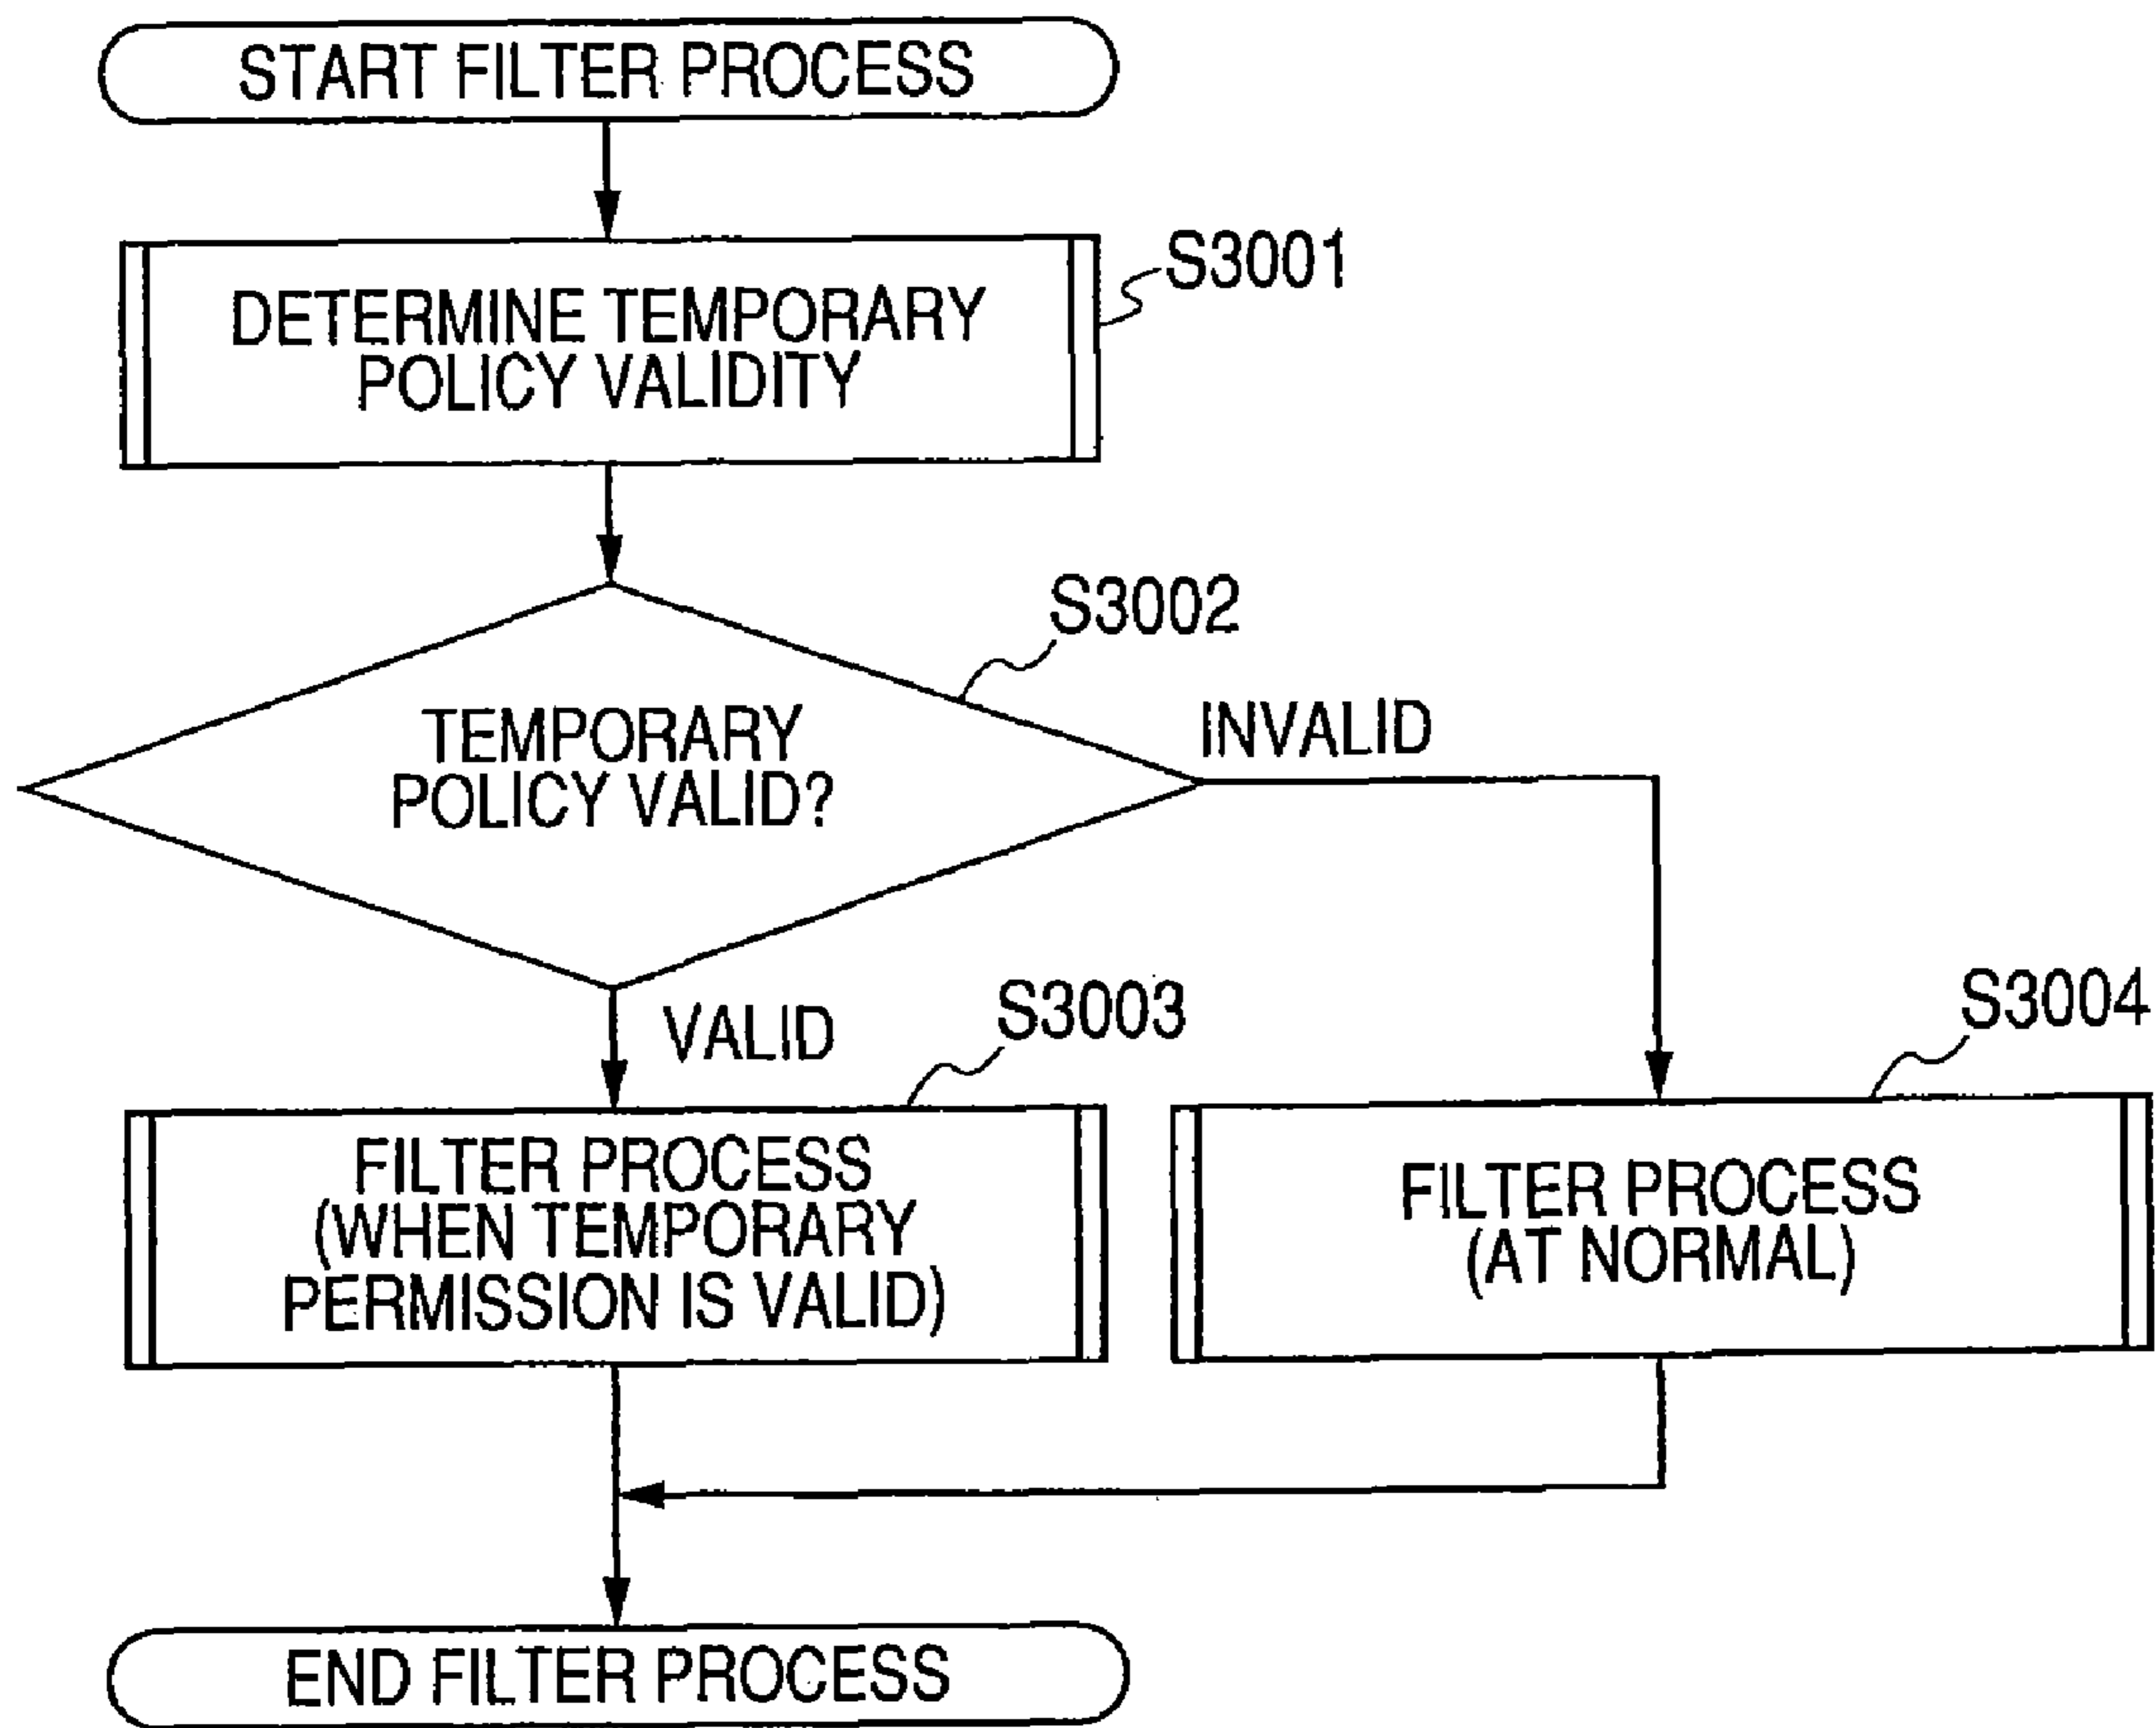 START FILTER PROCESS
S3001
DETERMINE TEMPORARY
POLICY VALIDITY
S3002
TEMPORARY
POLICY VALID?
INVALID
VALID
S3003
S3004
FILTER PROCESS
(WHEN TEMPORARY
PERMISSION IS VALID)
FILTER PROCESS
(AT NORMAL)
END FILTER PROCESS